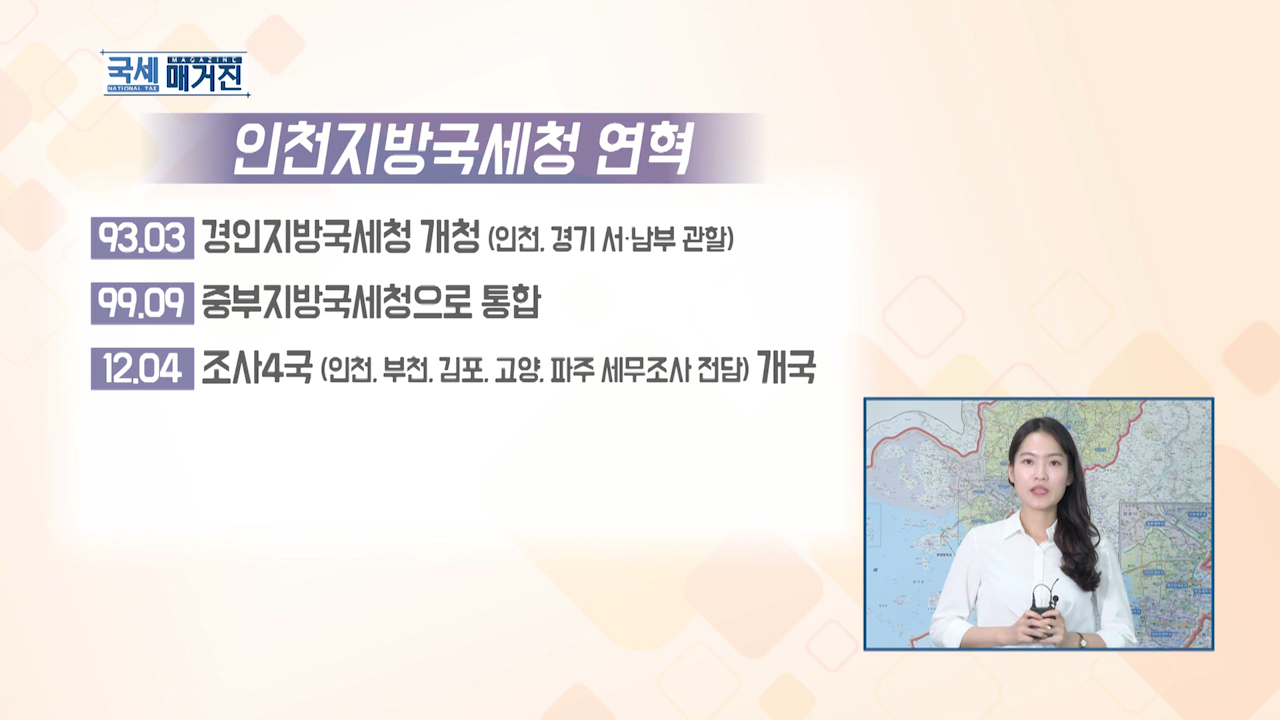 국세 매거진
MAGAZINE
NATIONAL TAX
인천지방국세청 연혁
93.03 경인지방국세청 개청 (인천, 경기 서·남부 관할)
99.09 중부지방국세청으로 통합
12.04 조사4국 (인천, 부천, 김포, 고양, 파주 세무조사 전담) 개국